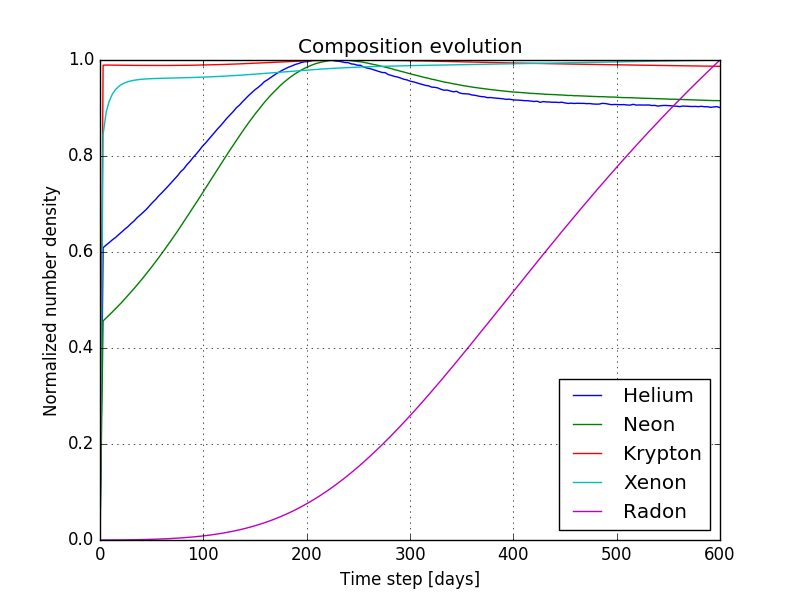 Composition evolution
Normalized number density
1.0
0.8
0.6
0.4
0.2
0.0
0 100 200 300 400 500 600
Time step [days]
Helium
Neon
Krypton
Xenon
Radon